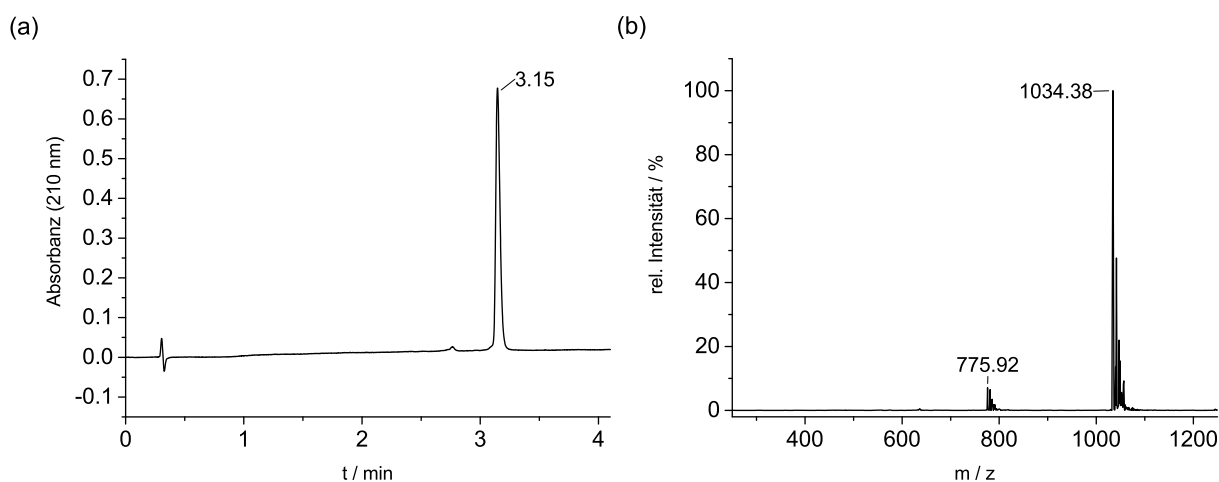 (a)
(b)
0.7
0.6
0.5
0.4
0.3
0.2
0.1
0.0
-0.1
Absorbanz (210 nm)
3.15
0 1 2 3 4
t / min
100
80
60
40
20
0
rel. Intensität / %
1034.38
775.92
400 600 800 1000 1200
m / z